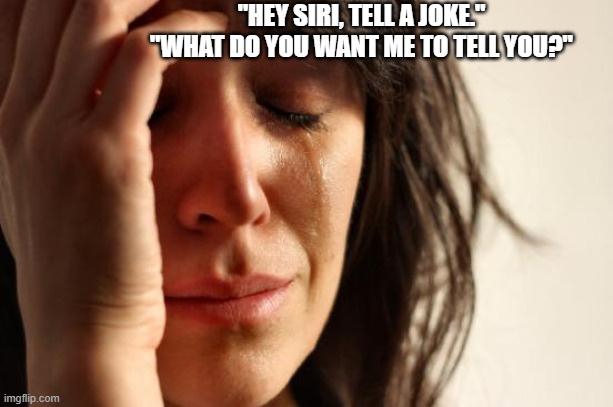 "HEY SIRI, TELL A JOKE."
"WHAT DO YOU WANT ME TO TELL YOU?"
imgflip.com